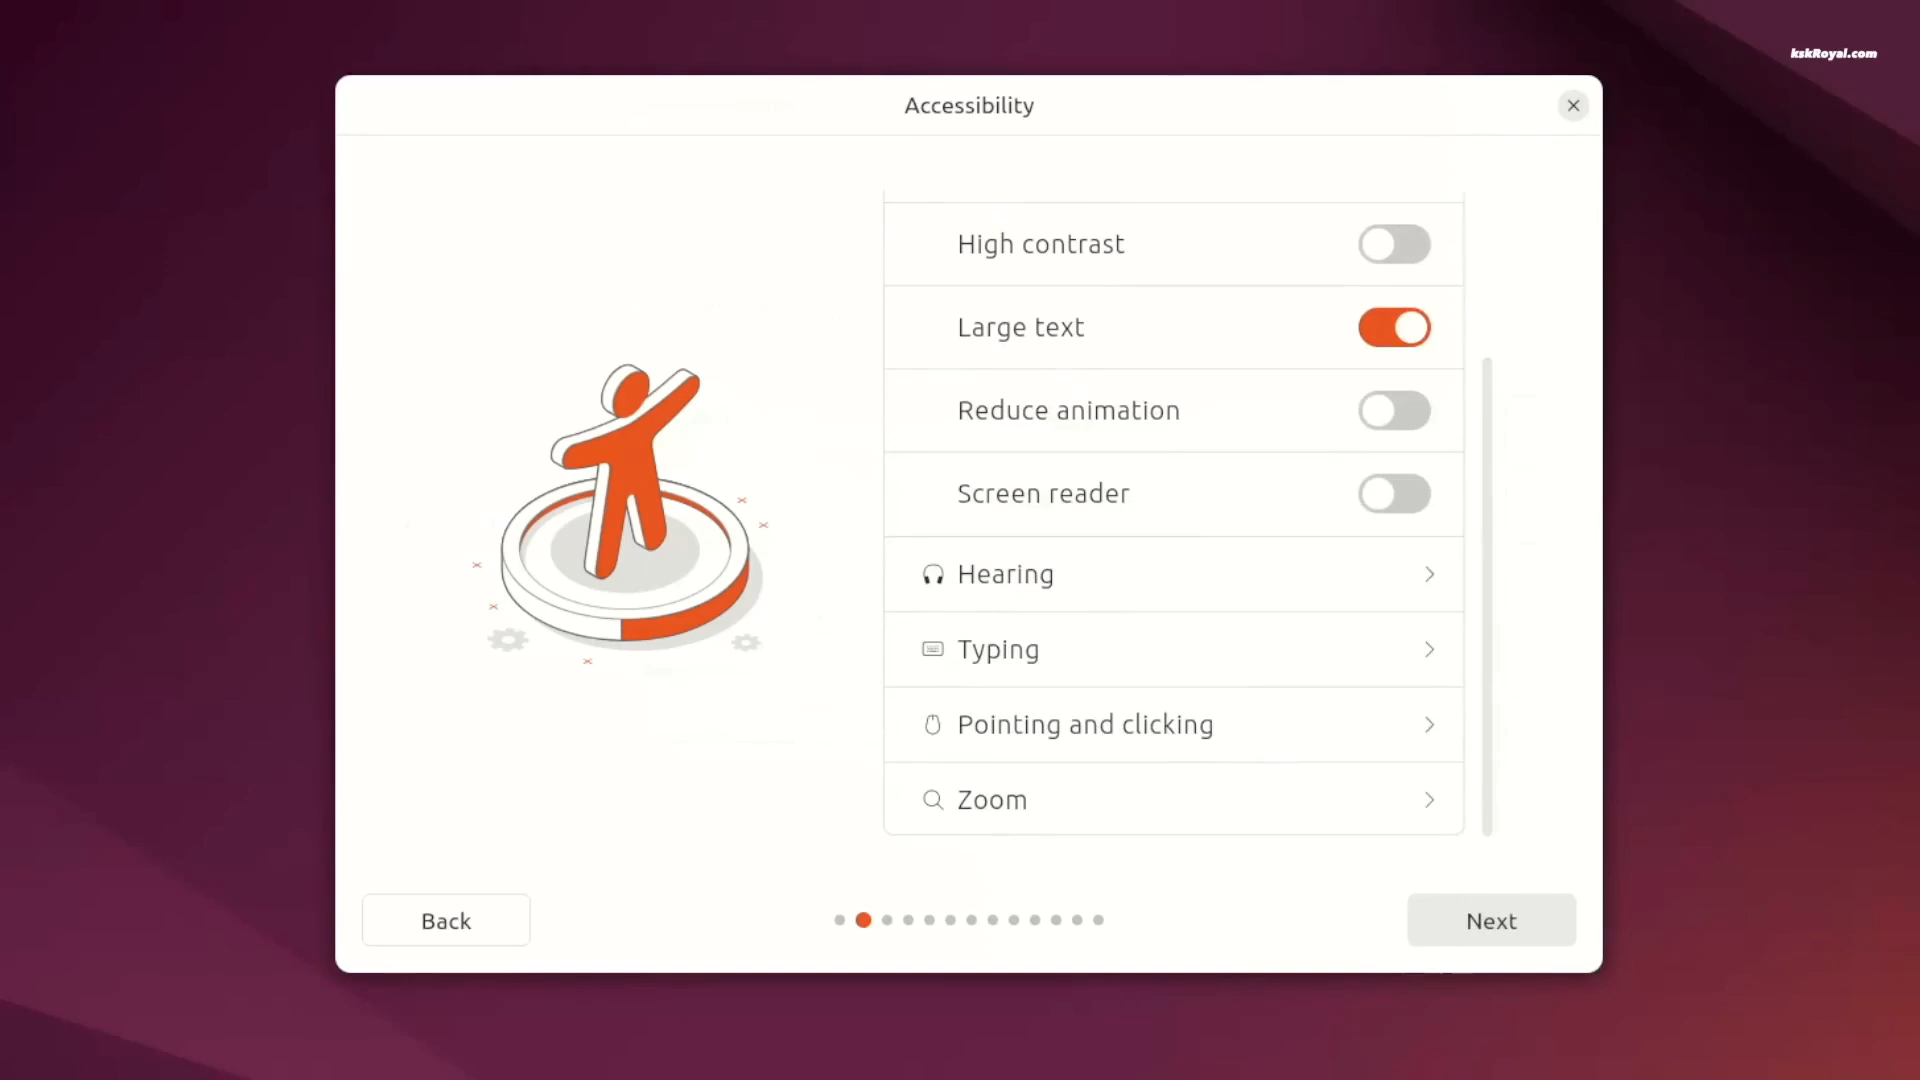 kskRoyal.com
Accessibility
High contrast
Large text
Reduce animation
Screen reader
Hearing
Typing
Pointing and clicking
Zoom
Back
Next